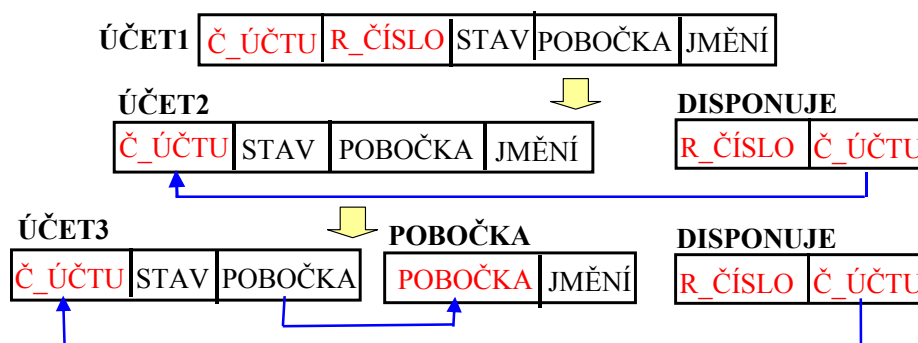 ÚČET1 Č_ÚČTU R_ČÍSLO STAV POBOČKA JMĚNÍ
ÚČET2 DISPONUJE
Č_ÚČTU STAV POBOČKA JMĚNÍ R_ČÍSLO Č_ÚČTU
ÚČET3 POBOČKA DISPONUJE
Č_ÚČTU STAV POBOČKA POBOČKA JMĚNÍ R_ČÍSLO Č_ÚČTU